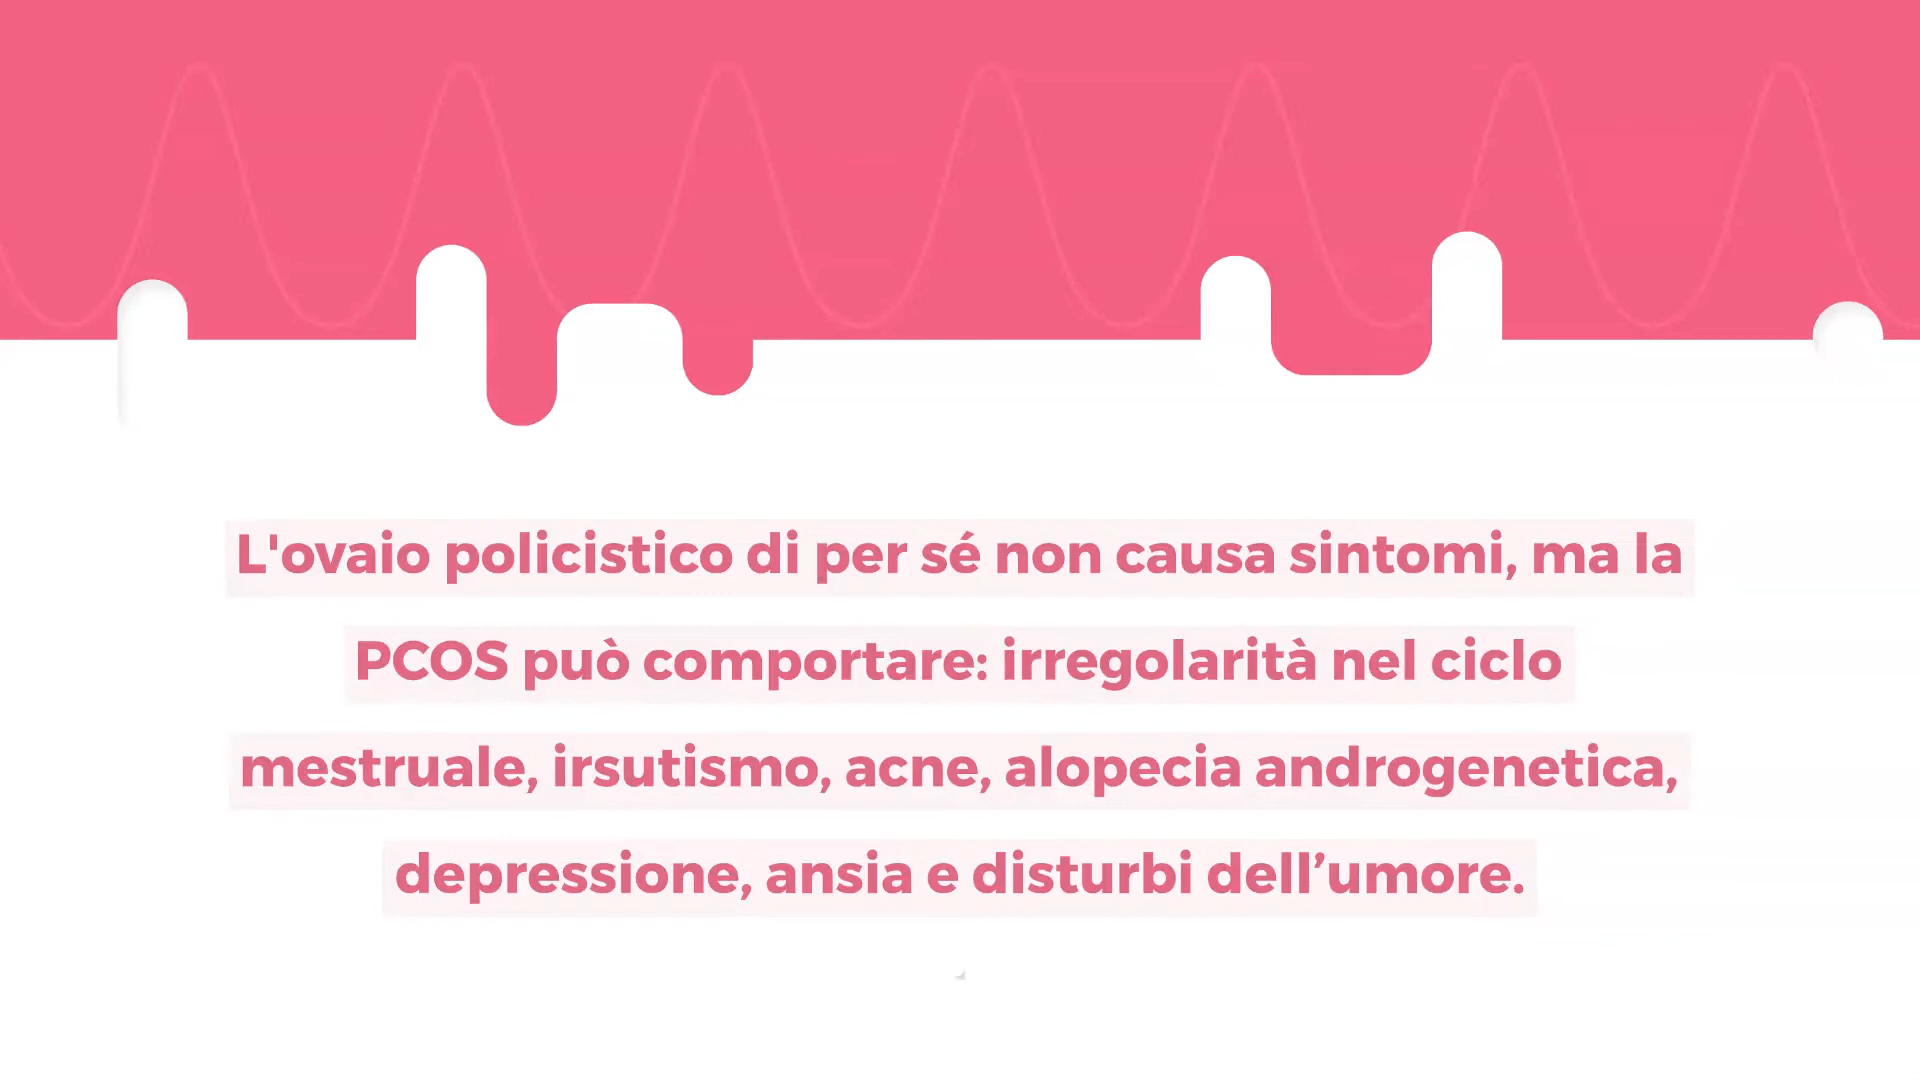 L'ovaio policistico di per sé non causa sintomi, ma la
PCOS può comportare: irregolarità nel ciclo
mestruale, irsutismo, acne, alopecia androgenetica,
depressione, ansia e disturbi dell’umore.